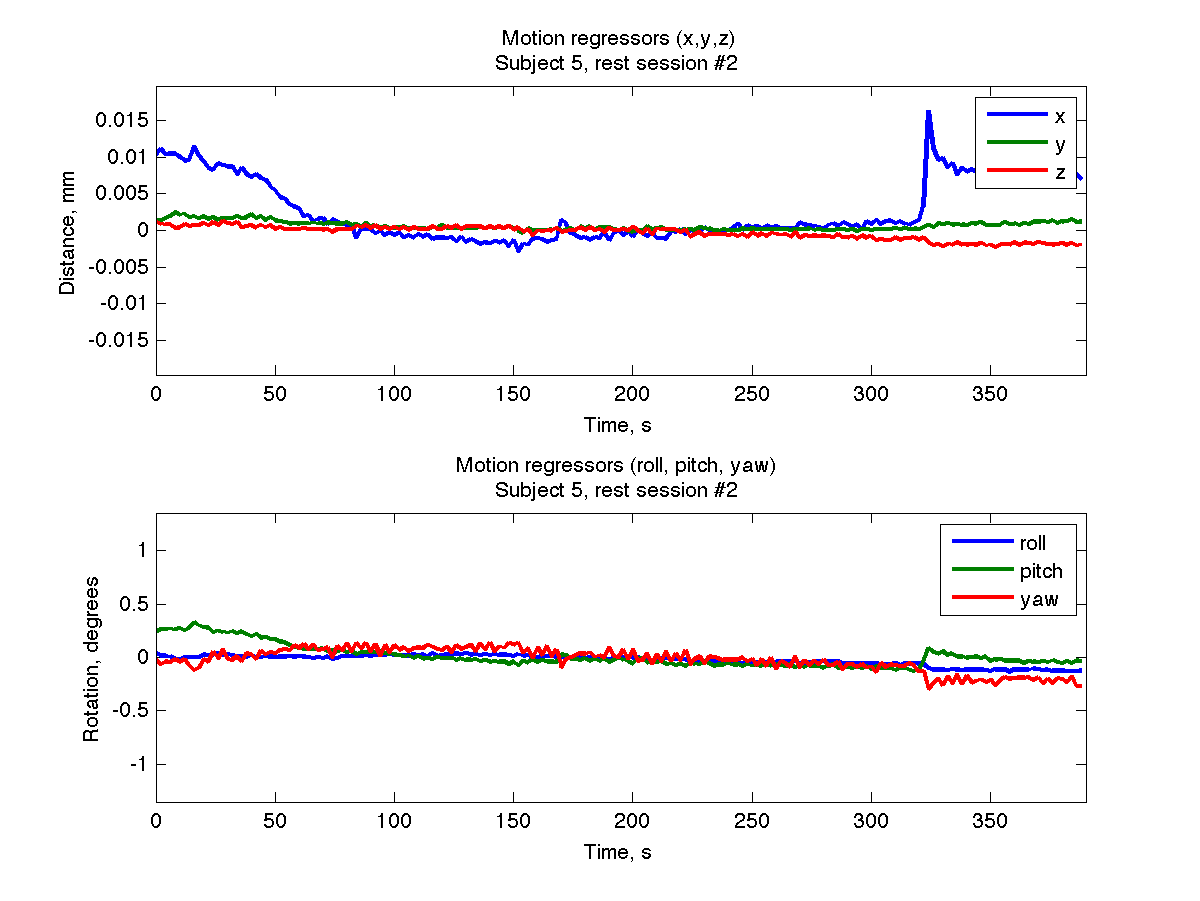 Motion regressors (x,y,z)
Subject 5, rest session #2
0.015
0.01
0.005
0
-0.005
-0.01
-0.015
Distance, mm
x
y
z
0 50 100 150 200 250 300 350
Time, s
Motion regressors (roll, pitch, yaw)
Subject 5, rest session #2
1
0.5
0
-0.5
-1
Rotation, degrees
roll
pitch
yaw
0 50 100 150 200 250 300 350
Time, s